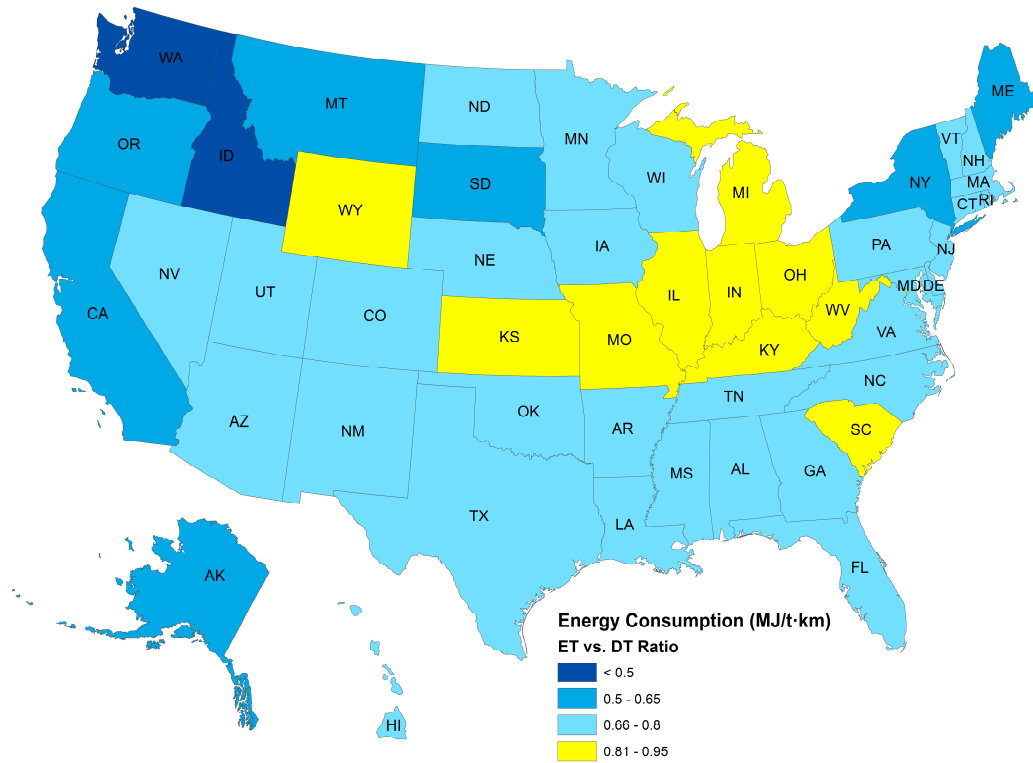 WA
MT
ND
MN
ME
OR
ID
SD
WI
MI
VT
NH
NY
MA
CT
RI
WY
IA
NE
PA
NJ
NV
UT
CO
IL
IN
OH
MD
DE
CA
KS
MO
WV
VA
KY
AZ
NM
OK
AR
TN
NC
SC
MS
AL
GA
TX
LA
FL
AK
HI
Energy Consumption (MJ/t·km)
ET vs. DT Ratio
< 0.5
0.5 - 0.65
0.66 - 0.8
0.81 - 0.95